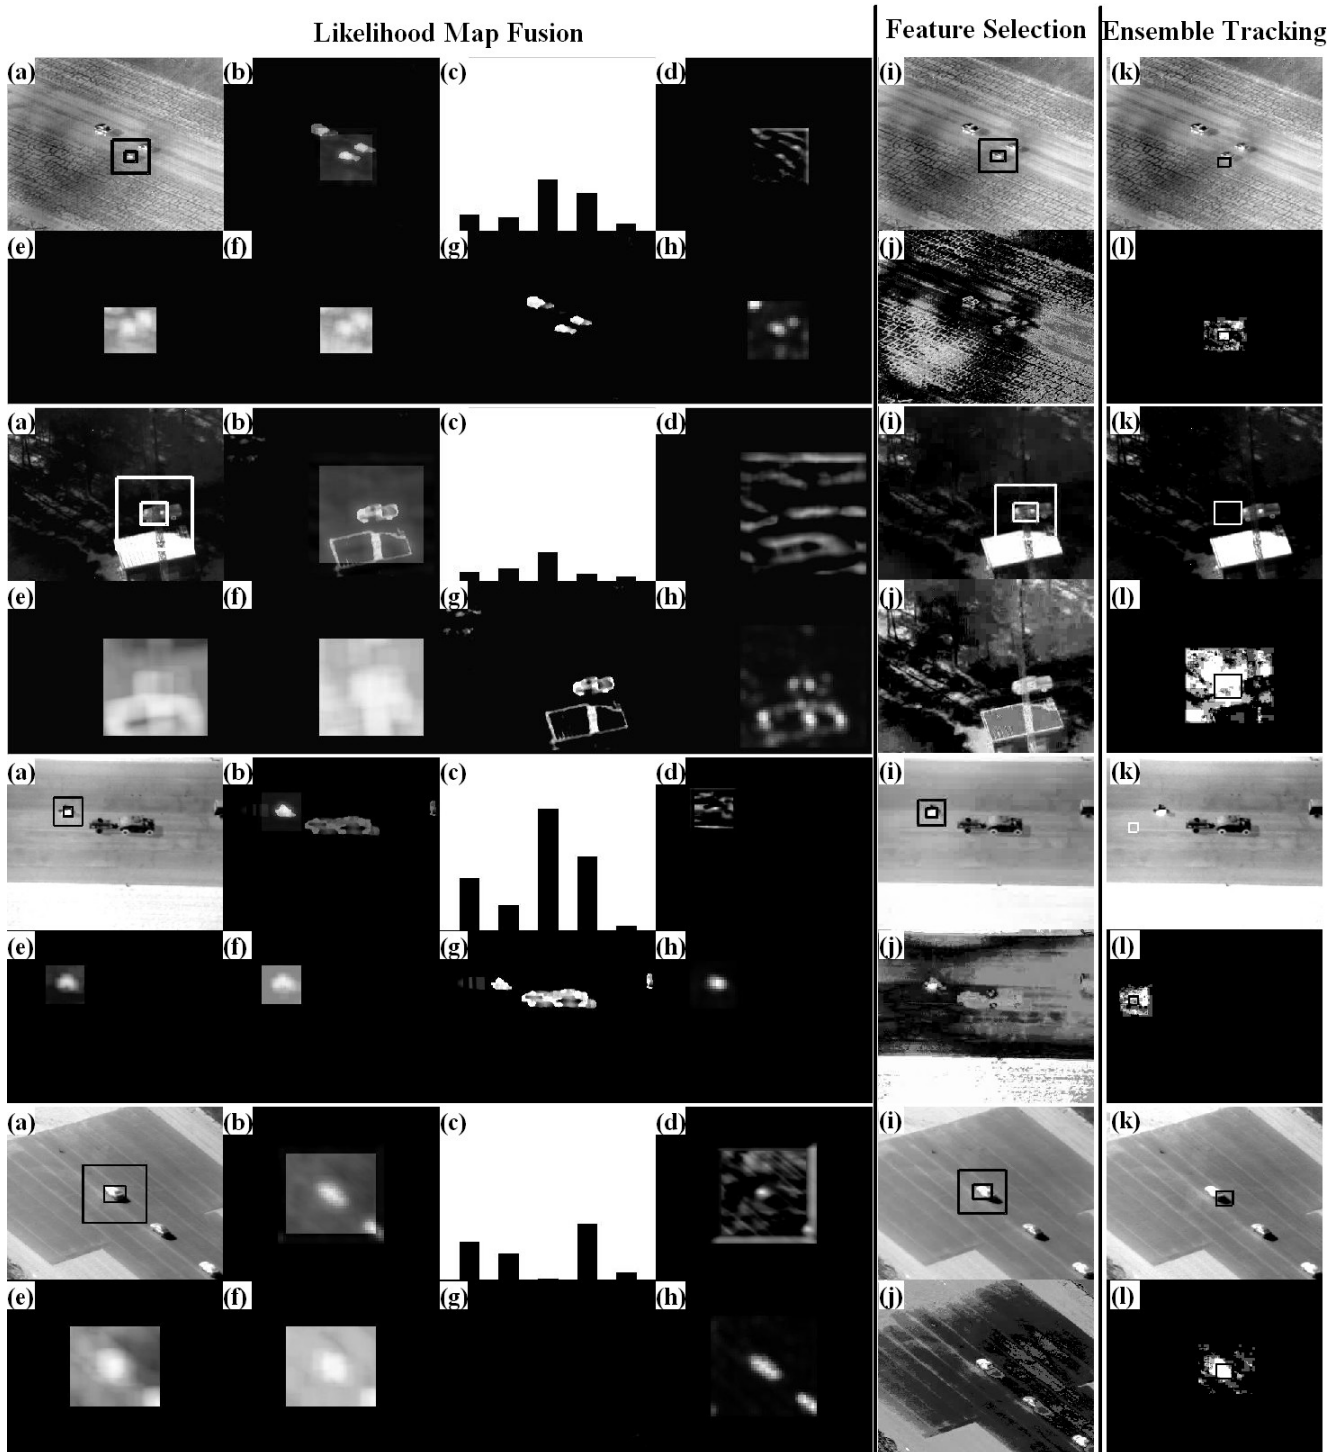 Likelihood Map Fusion
Feature Selection
Ensemble Tracking
(a) (b) (c) (d) (i) (k)
(e) (f) (g) (h) (j) (l)
(a) (b) (c) (d) (i) (k)
(e) (f) (g) (h) (j) (l)
(a) (b) (c) (d) (i) (k)
(e) (f) (g) (h) (j) (l)
(a) (b) (c) (d) (i) (k)
(e) (f) (g) (h) (j) (l)